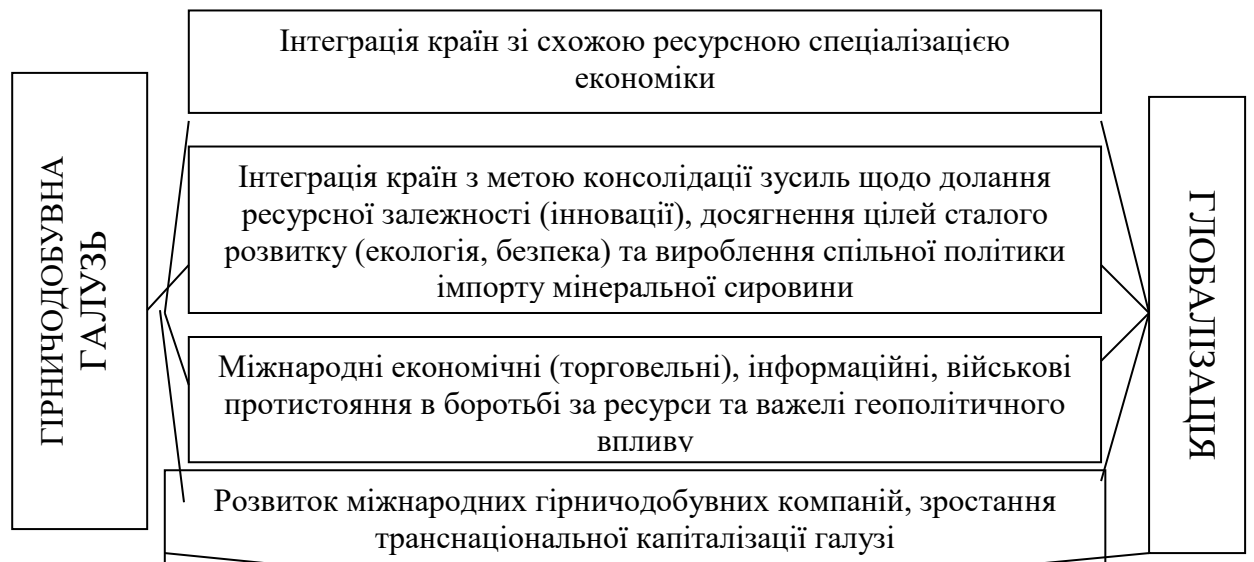 Інтеграція країн зі схожою ресурсною спеціалізацією
економіки
ГІРНИЧОДОБУВНА
ГАЛУЗЬ
Інтеграція країн з метою консолідації зусиль щодо долання
ресурсної залежності (інновації), досягнення цілей сталого
розвитку (екологія, безпека) та вироблення спільної політики
імпорту мінеральної сировини
Міжнародні економічні (торговельні), інформаційні, військові
протистояння в боротьбі за ресурси та важелі геополітичного
впливу
Розвиток міжнародних гірничодобувних компаній, зростання
транснаціональної капіталізації галузі
ГЛОБАЛІЗАЦІЯ